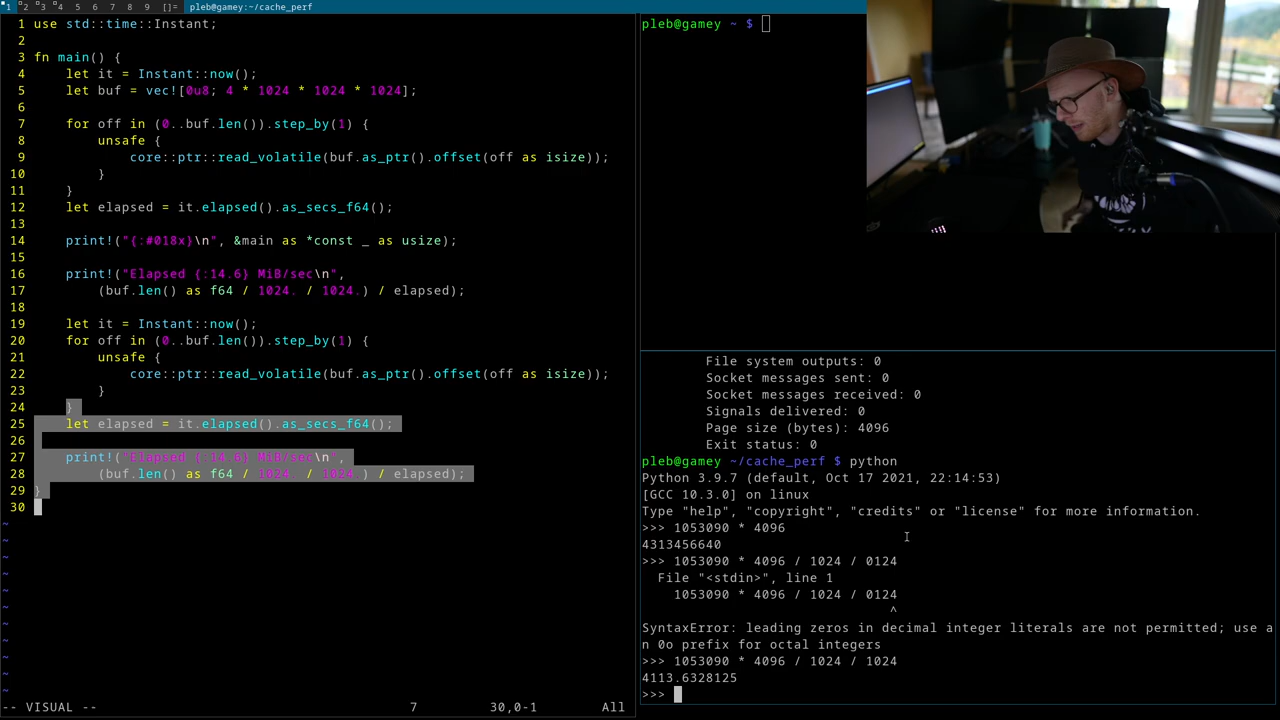 1 2 3 4 5 6 7 8 9 []= pleb@gamey:~/cache_perf
1 use std::time::Instant;
2
3 fn main() {
4     let it = Instant::now();
5     let buf = vec![0u8; 4 * 1024 * 1024 * 1024];
6
7     for off in (0..buf.len()).step_by(1) {
8         unsafe {
9             core::ptr::read_volatile(buf.as_ptr().offset(off as isize));
10         }
11     }
12     let elapsed = it.elapsed().as_secs_f64();
13
14     print!("{:#018x}\n", &main as *const _ as usize);
15
16     print!("Elapsed {:14.6} MiB/sec\n",
17         (buf.len() as f64 / 1024. / 1024.) / elapsed);
18
19     let it = Instant::now();
20     for off in (0..buf.len()).step_by(1) {
21         unsafe {
22             core::ptr::read_volatile(buf.as_ptr().offset(off as isize));
23         }
24     }
25     let elapsed = it.elapsed().as_secs_f64();
26
27     print!("Elapsed {:14.6} MiB/sec\n",
28         (buf.len() as f64 / 1024. / 1024.) / elapsed);
29 }
30
~
~
~
~
~
~
~
~
~
~
~
-- VISUAL -- 7 30,0-1 All
pleb@gamey ~ $
File system outputs: 0
Socket messages sent: 0
Socket messages received: 0
Signals delivered: 0
Page size (bytes): 4096
Exit status: 0
pleb@gamey ~/cache_perf $ python
Python 3.9.7 (default, Oct 17 2021, 22:14:53)
[GCC 10.3.0] on linux
Type "help", "copyright", "credits" or "license" for more information.
>>> 1053090 * 4096
4313456640
>>> 1053090 * 4096 / 1024 / 0124
  File "<stdin>", line 1
    1053090 * 4096 / 1024 / 0124
^
SyntaxError: leading zeros in decimal integer literals are not permitted; use a
n 0o prefix for octal integers
>>> 1053090 * 4096 / 1024 / 1024
4113.6328125
>>>